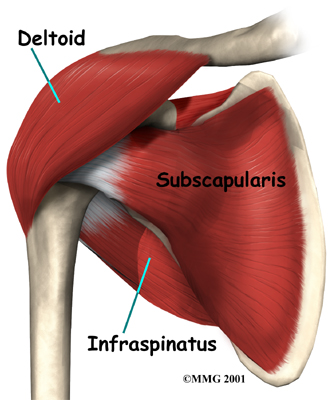 Deltoid
Subscapularis
Infraspinatus
©MMG 2001